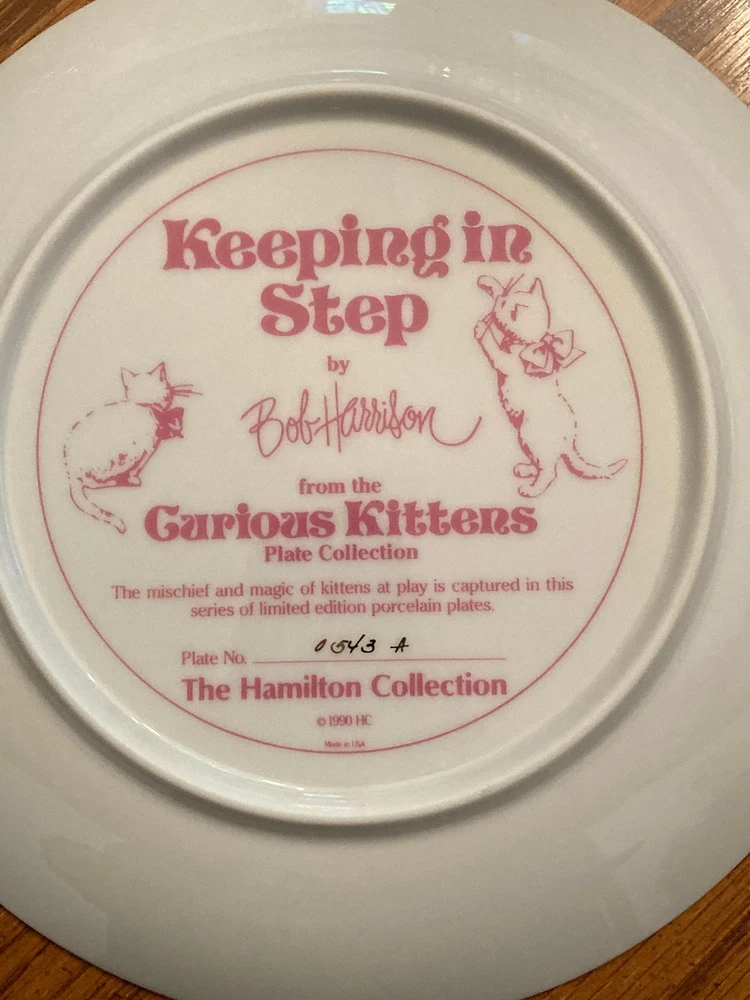 Keeping in
Step
by
Bob Harrison
from the
Curious Kittens
Plate Collection
The mischief and magic of kittens at play is captured in this
series of limited edition porcelain plates.
Plate No. 0543 A
The Hamilton Collection
© 1990 HC
Made in USA